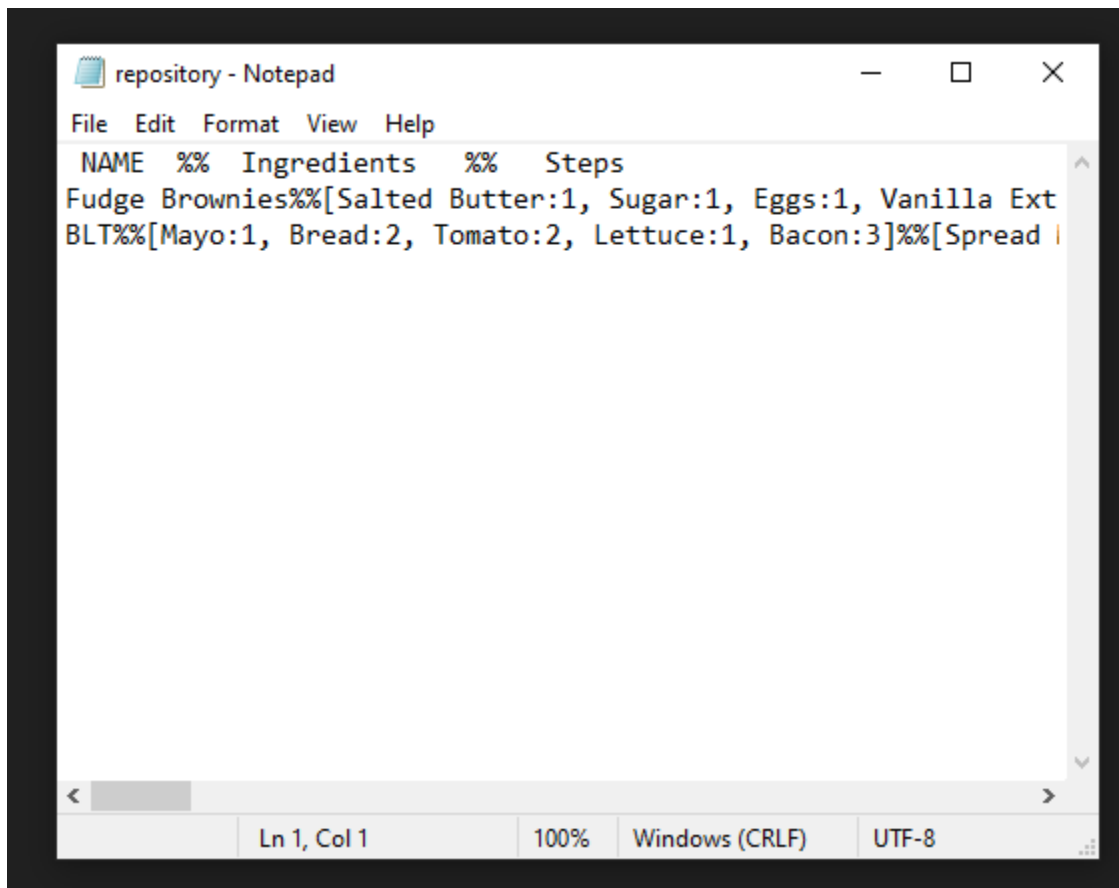 repository - Notepad
File Edit Format View Help
NAME %% Ingredients %% Steps
Fudge Brownies%%[Salted Butter:1, Sugar:1, Eggs:1, Vanilla Ext
BLT%%[Mayo:1, Bread:2, Tomato:2, Lettuce:1, Bacon:3]%%[Spread
Ln 1, Col 1 100% Windows (CRLF) UTF-8